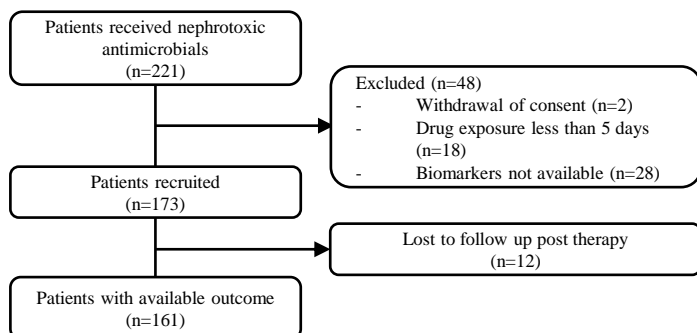 Patients received nephrotoxic
antimicrobials
(n=221)
Excluded (n=48)
- Withdrawal of consent (n=2)
- Drug exposure less than 5 days
(n=18)
- Biomarkers not available (n=28)
Patients recruited
(n=173)
Lost to follow up post therapy
(n=12)
Patients with available outcome
(n=161)